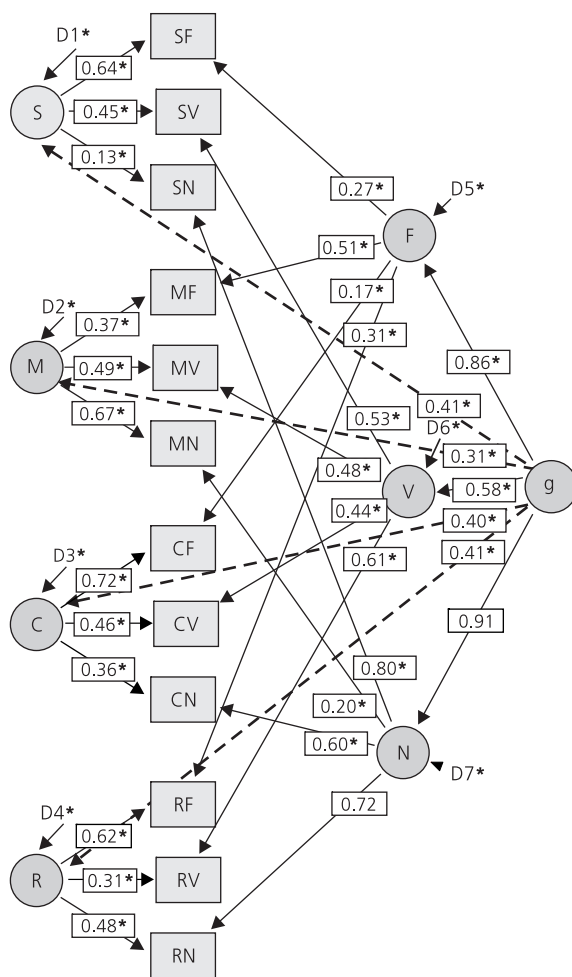 D1*
SF
0.64*
S
0.45*
SV
0.13*
SN
0.27*
D5*
F
0.51*
MF
D2*
0.37*
0.17*
M
0.49*
MV
0.31*
0.86*
0.67*
MN
0.53*
0.41*
D6*
0.48*
0.31*
V
0.58*
g
0.44*
0.40*
CF
D3*
0.72*
0.61*
0.41*
C
0.46*
CV
0.91
0.36*
CN
0.80*
0.20*
0.60*
N
D7*
RF
D4*
0.62*
0.72
R
0.31*
RV
0.48*
RN